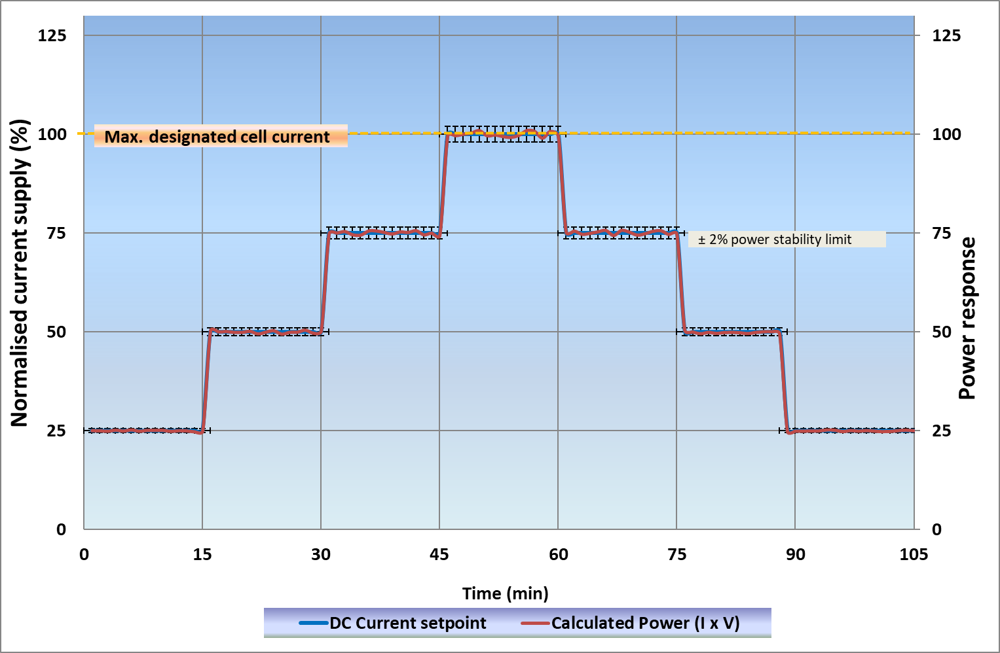 125
125
Max. designated cell current
100
100
75
75
± 2% power stability limit
50
50
25
25
0
0
Normalised current supply (%)
Power response
0 15 30 45 60 75 90 105
Time (min)
DC Current setpoint Calculated Power (I x V)